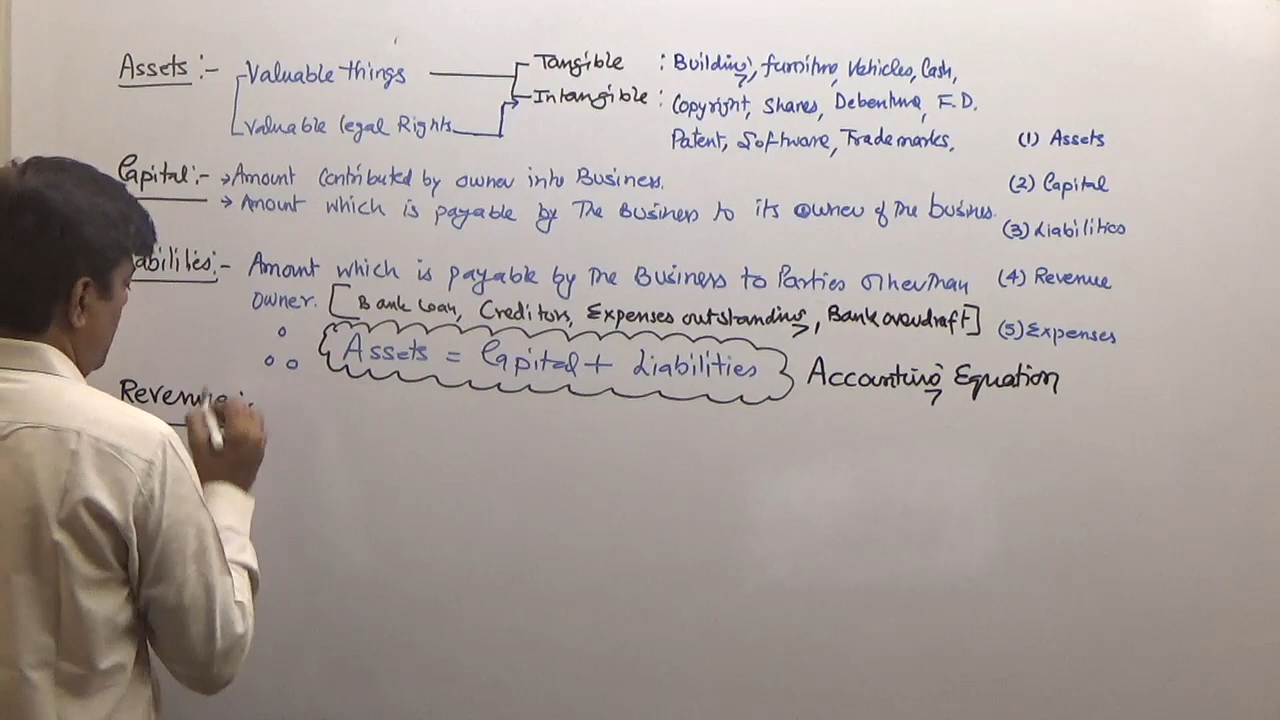 Assets :- Valuable things Tangible : Building, furniture, Vehicles, Cash,
Valuable legal Rights Intangible : Copyright, Shares, Debenture, F.D.
Patent, Software, Trademarks,
(1) Assets
(2) Capital
(3) Liabilities
(4) Revenue
(5) Expenses
Capital :- → Amount Contributed by owner into Business.
→ Amount which is payable by The Business to its owner of the busines.
abilities :- Amount which is payable by The Business to Parties Other than
owner. [Bank Loan, Creditors, Expenses outstanding, Bank overdraft]
Assets = Capital + Liabilities Accounting Equation
Revenue :-